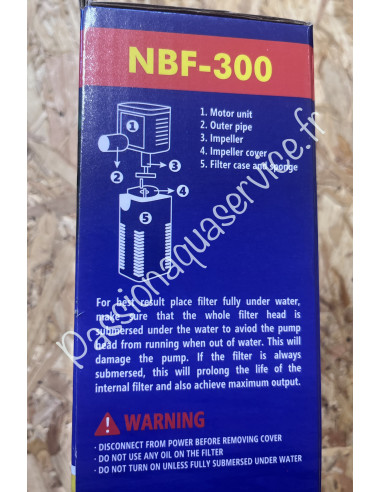 NBF-300
1. Motor unit
2. Outer pipe
3. Impeller
4. Impeller cover
5. Filter case and sponge
1
2
3
4
5
For best result place filter fully under water,
make sure that the whole filter head is
submersed under the water to aviod the pump
head from running when out of water. This will
damage the pump. If the filter is always
submersed, this will prolong the life of the
internal filter and also achieve maximum output.
WARNING
· DISCONNECT FROM POWER BEFORE REMOVING COVER
· DO NOT USE ANY OIL ON THE FILTER
· DO NOT TURN ON UNLESS FULLY SUBMERSED UNDER WATER
passionaquaservice.fr